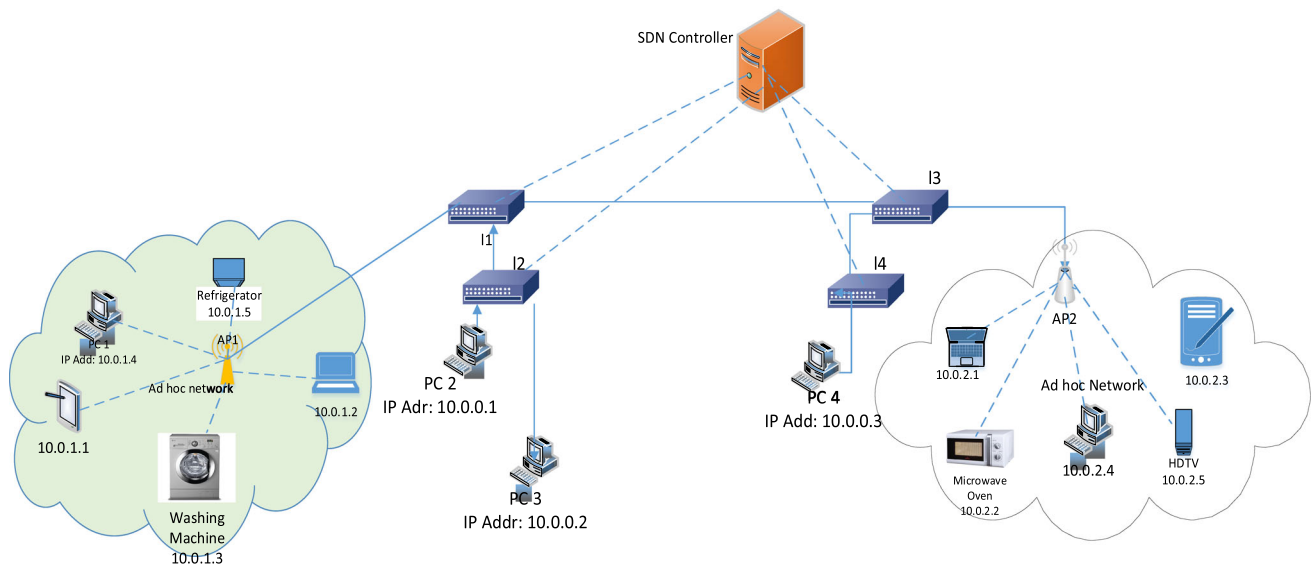 SDN Controller
l3
l1
l2
l4
Refrigerator
10.0.1.5
AP1
PC 1
IP Add: 10.0.1.4
Ad hoc network
10.0.1.2
10.0.1.1
Washing
Machine
10.0.1.3
PC 2
IP Adr: 10.0.0.1
PC 3
IP Addr: 10.0.0.2
PC 4
IP Add: 10.0.0.3
AP2
10.0.2.1
10.0.2.3
Ad hoc Network
10.0.2.4
Microwave
Oven
10.0.2.2
HDTV
10.0.2.5